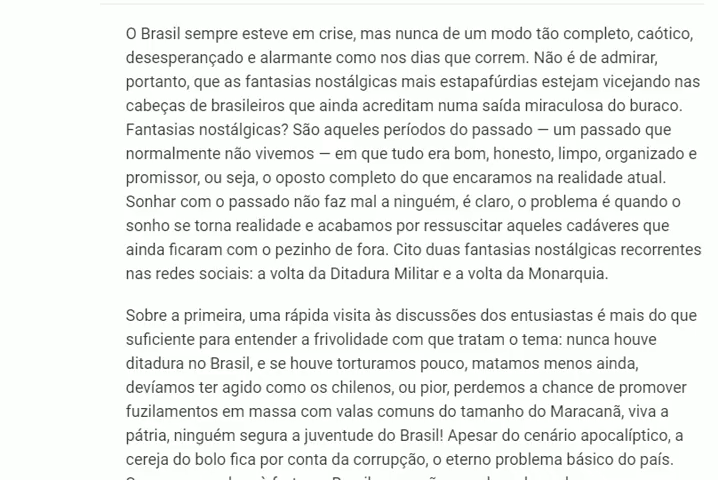 O Brasil sempre esteve em crise, mas nunca de um modo tão completo, caótico,
desesperançado e alarmante como nos dias que correm. Não é de admirar,
portanto, que as fantasias nostálgicas mais estapafúrdias estejam vicejando nas
cabeças de brasileiros que ainda acreditam numa saída miraculosa do buraco.
Fantasias nostálgicas? São aqueles períodos do passado — um passado que
normalmente não vivemos — em que tudo era bom, honesto, limpo, organizado e
promissor, ou seja, o oposto completo do que encaramos na realidade atual.
Sonhar com o passado não faz mal a ninguém, é claro, o problema é quando o
sonho se torna realidade e acabamos por ressuscitar aqueles cadáveres que
ainda ficaram com o pezinho de fora. Cito duas fantasias nostálgicas recorrentes
nas redes sociais: a volta da Ditadura Militar e a volta da Monarquia.
Sobre a primeira, uma rápida visita às discussões dos entusiastas é mais do que
suficiente para entender a frivolidade com que tratam o tema: nunca houve
ditadura no Brasil, e se houve torturamos pouco, matamos menos ainda,
devíamos ter agido como os chilenos, ou pior, perdemos a chance de promover
fuzilamentos em massa com valas comuns do tamanho do Maracanã, viva a
pátria, ninguém segura a juventude do Brasil! Apesar do cenário apocalíptico, a
cereja do bolo fica por conta da corrupção, o eterno problema básico do país.